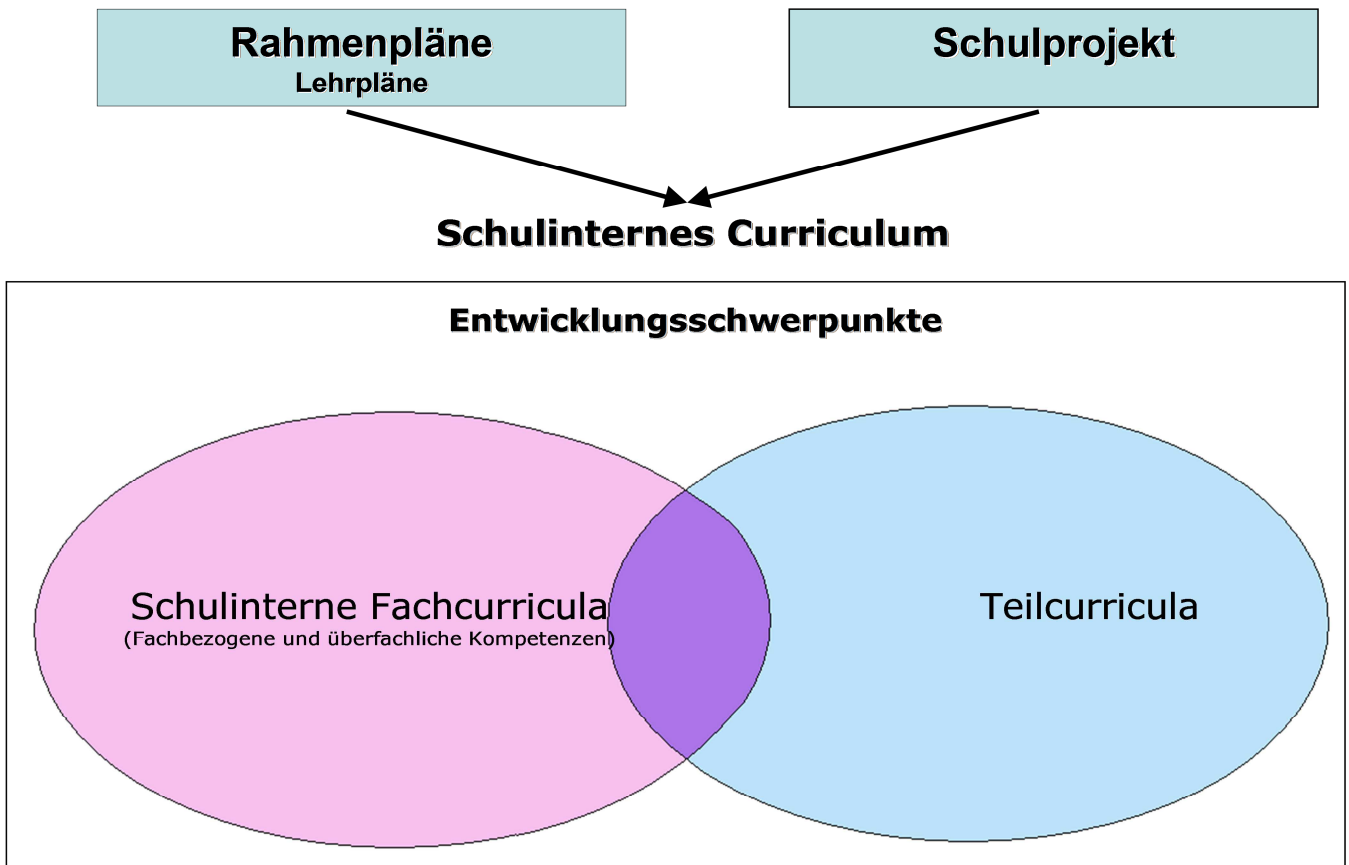 Rahmenpläne
Lehrpläne
Schulprojekt
Schulinternes Curriculum
Entwicklungsschwerpunkte
Schulinterne Fachcurricula
(Fachbezogene und überfachliche Kompetenzen)
Teilcurricula